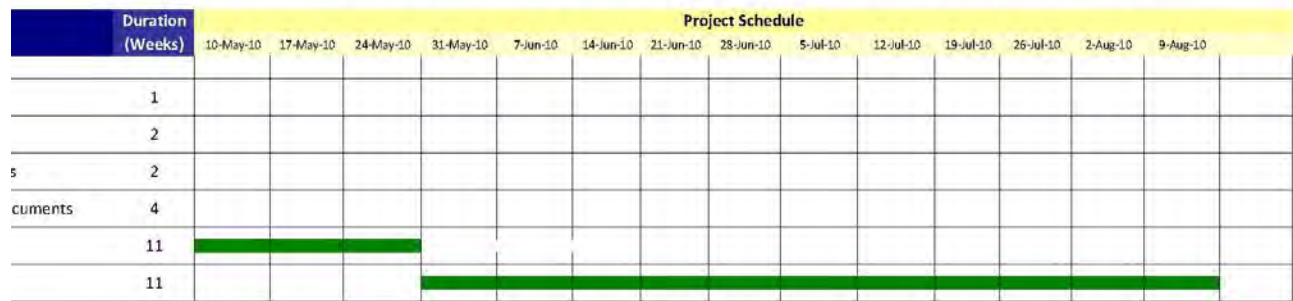 Duration Project Schedule
(Weeks) 10-May-10 17-May-10 24-May-10 31-May-10 7-Jun-10 14-Jun-10 21-Jun-10 28-Jun-10 5-Jul-10 12-Jul-10 19-Jul-10 26-Jul-10 2-Aug-10 9-Aug-10
1
2
s 2
cuments 4
11
11